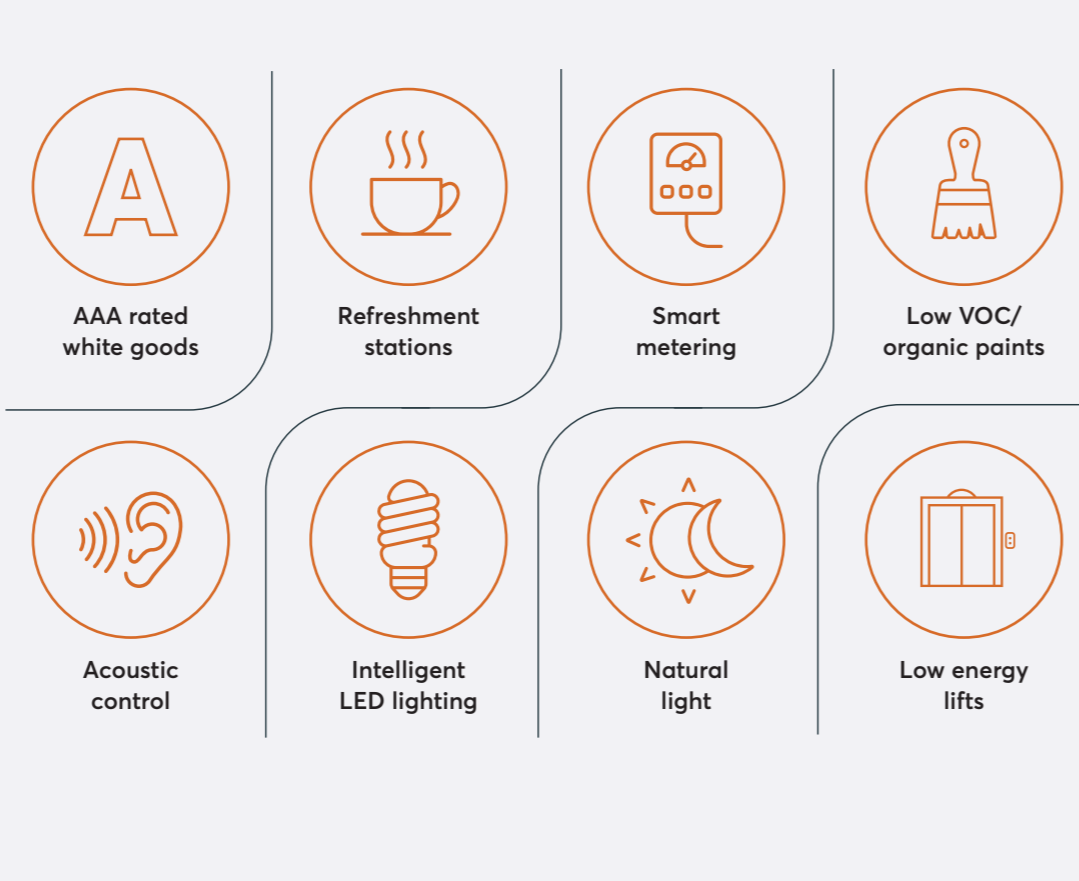 A
AAA rated
white goods
Refreshment
stations
Smart
metering
Low VOC/
organic paints
Acoustic
control
Intelligent
LED lighting
Natural
light
Low energy
lifts